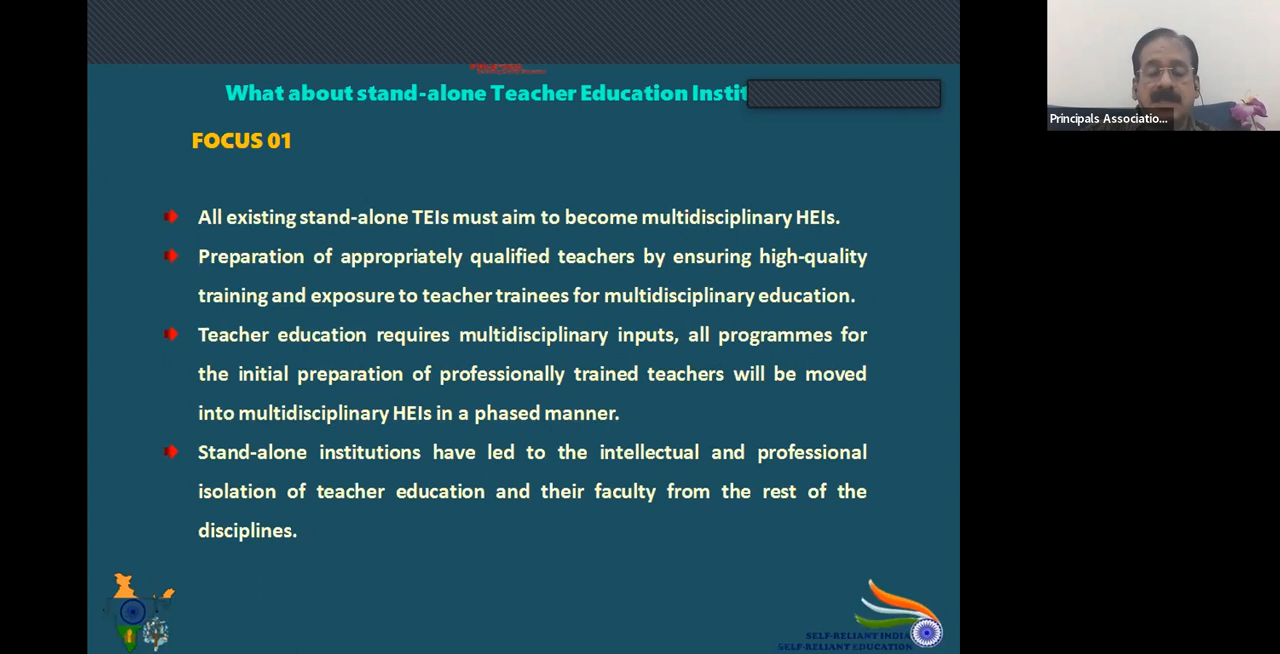 What about stand-alone Teacher Education Instit
FOCUS 01
All existing stand-alone TEIs must aim to become multidisciplinary HEIs.
Preparation of appropriately qualified teachers by ensuring high-quality
training and exposure to teacher trainees for multidisciplinary education.
Teacher education requires multidisciplinary inputs, all programmes for
the initial preparation of professionally trained teachers will be moved
into multidisciplinary HEIs in a phased manner.
Stand-alone institutions have led to the intellectual and professional
isolation of teacher education and their faculty from the rest of the
disciplines.
SELF-RELIANT INDIA
SELF-RELIANT EDUCATION
Principals Associatio...